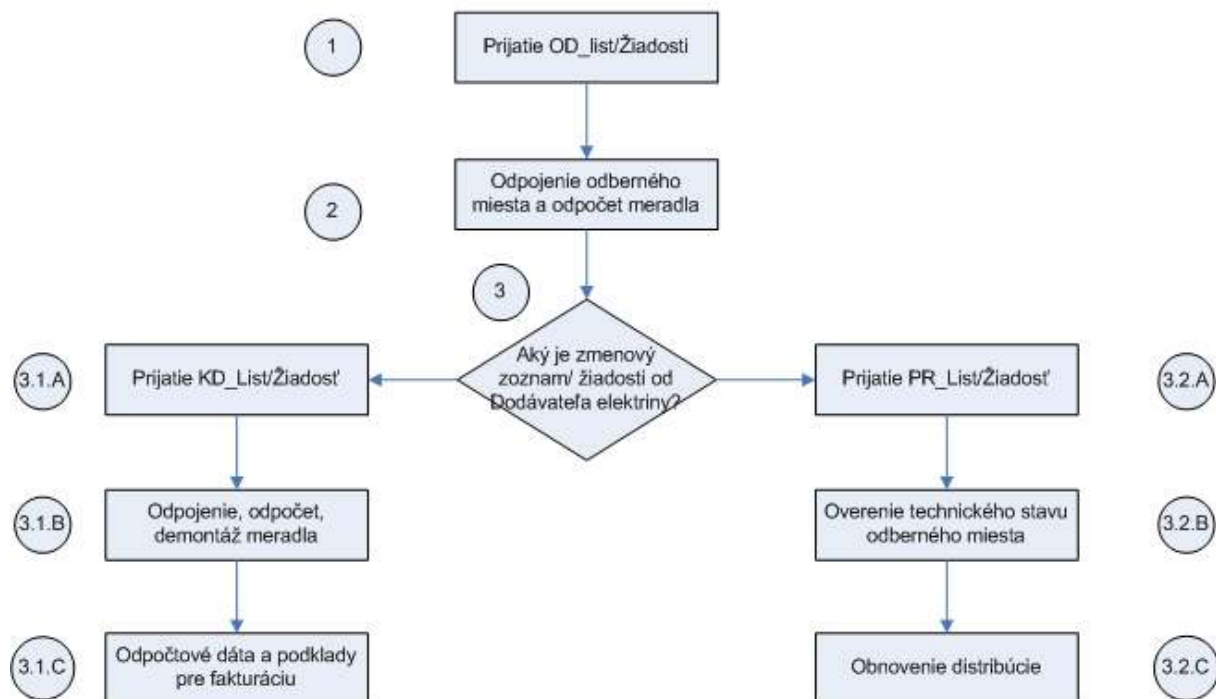 1
Prijatie OD_list/Žiadosti
2
Odpojenie odberného
miesta a odpočet meradla
3
Aký je zmenový
zoznam/ žiadosti od
Dodávateľa elektriny?
3.1.A
Prijatie KD_List/Žiadosť
Prijatie PR_List/Žiadosť
3.2.A
3.1.B
Odpojenie, odpočet,
demontáž meradla
Overenie technického stavu
odberného miesta
3.2.B
3.1.C
Odpočtové dáta a podklady
pre fakturáciu
Obnovenie distribúcie
3.2.C